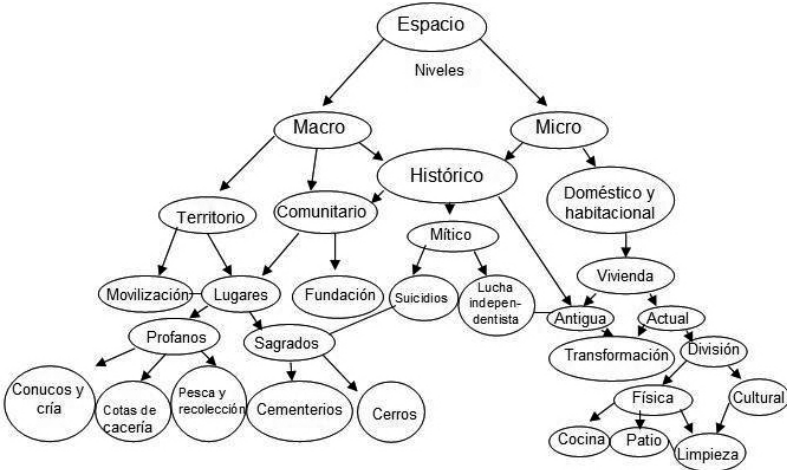 Espacio
Niveles
Macro
Micro
Histórico
Doméstico y
habitacional
Territorio
Comunitario
Mítico
Vivienda
Movilización
Lugares
Fundación
Suicidios
Lucha
indepen-
dentista
Antigua
Actual
Profanos
Sagrados
Transformación
División
Conucos y
cría
Cotas de
cacería
Pesca y
recolección
Cementerios
Cerros
Física
Cultural
Cocina
Patio
Limpieza